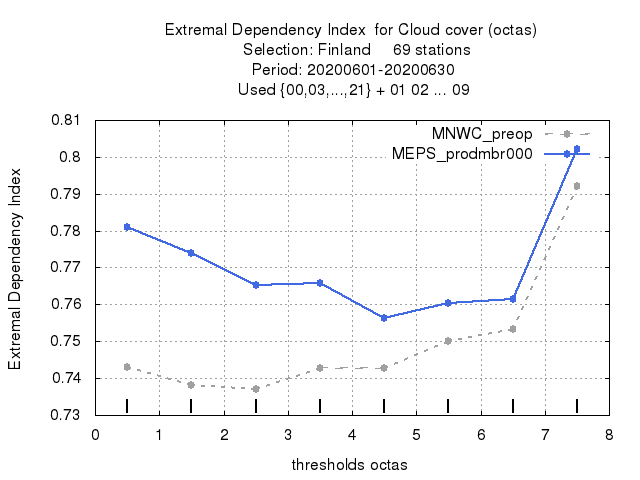 Extremal Dependency Index  for Cloud cover (octas)
Selection: Finland     69 stations
Period: 20200601-20200630
Used {00,03,...,21} + 01 02 ... 09
Extremal Dependency Index
0.81
0.8
0.79
0.78
0.77
0.76
0.75
0.74
0.73
MNWC_preop
MEPS_prodmbr000
0 1 2 3 4 5 6 7 8
thresholds octas